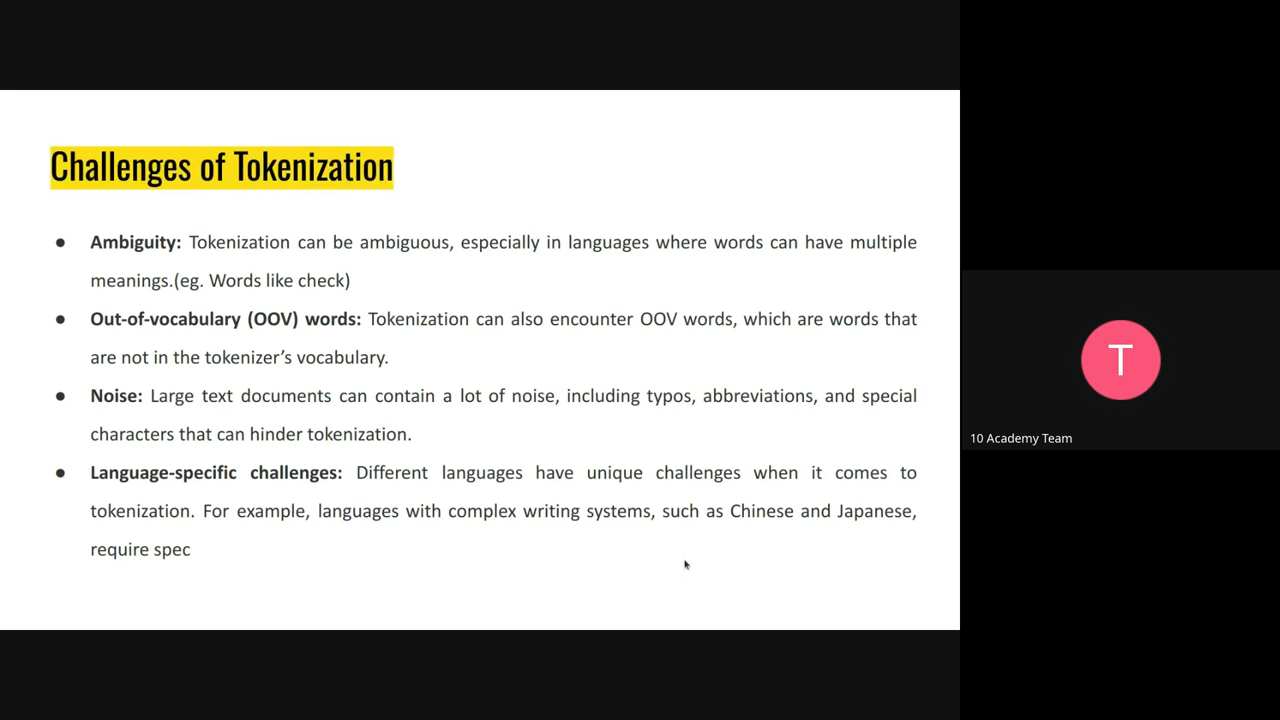 Challenges of Tokenization
● Ambiguity: Tokenization can be ambiguous, especially in languages where words can have multiple
meanings.(eg. Words like check)
● Out-of-vocabulary (OOV) words: Tokenization can also encounter OOV words, which are words that
are not in the tokenizer’s vocabulary.
● Noise: Large text documents can contain a lot of noise, including typos, abbreviations, and special
characters that can hinder tokenization.
● Language-specific challenges: Different languages have unique challenges when it comes to
tokenization. For example, languages with complex writing systems, such as Chinese and Japanese,
require spec
T
10 Academy Team